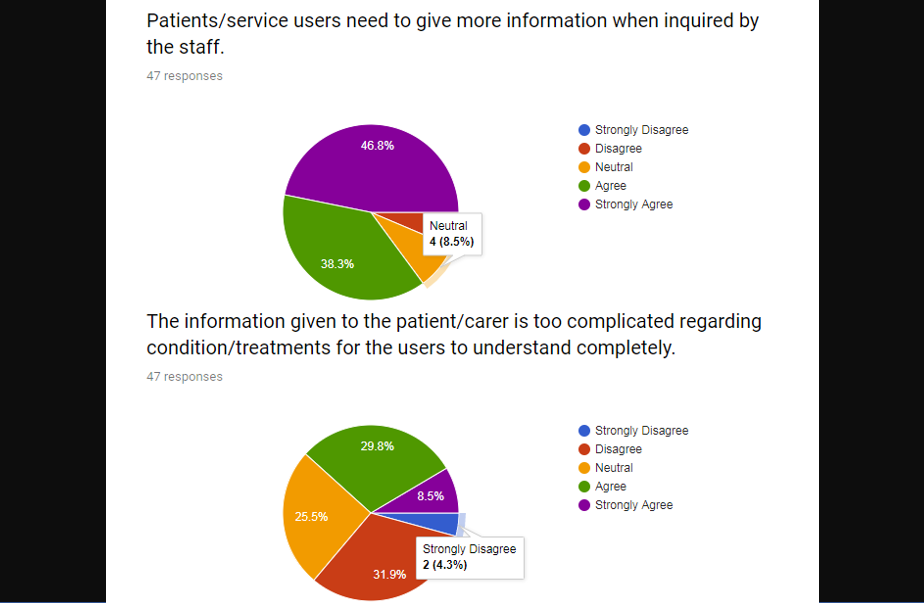 Patients/service users need to give more information when inquired by
the staff.
47 responses
46.8%
38.3%
Neutral
4 (8.5%)
Strongly Disagree
Disagree
Neutral
Agree
Strongly Agree
The information given to the patient/carer is too complicated regarding
condition/treatments for the users to understand completely.
47 responses
29.8%
8.5%
25.5%
31.9%
Strongly Disagree
2 (4.3%)
Strongly Disagree
Disagree
Neutral
Agree
Strongly Agree